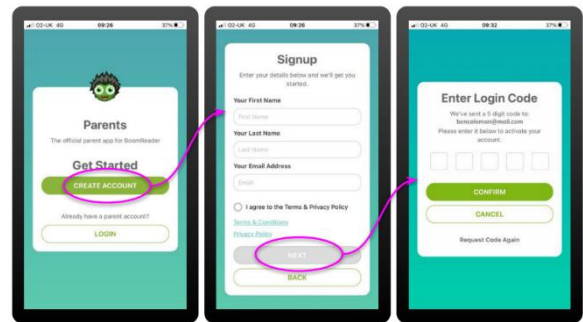 O2-UK 4G 09:26 37%
Parents
The official parent app for BoomReader
Get Started
CREATE ACCOUNT
Already have a parent account?
LOGIN
O2-UK 4G 09:26 37%
Signup
Enter your details below and we'll get you
started.
Your First Name
First Name
Your Last Name
Last Name
Your Email Address
Email
I agree to the Terms & Privacy Policy
Terms & Conditions
Privacy Policy
NEXT
BACK
O2-UK 4G 09:32 37%
Enter Login Code
We've sent a 5 digit code to:
bencoleman@mail.com
Please enter it below to activate your
account.
CONFIRM
CANCEL
Request Code Again